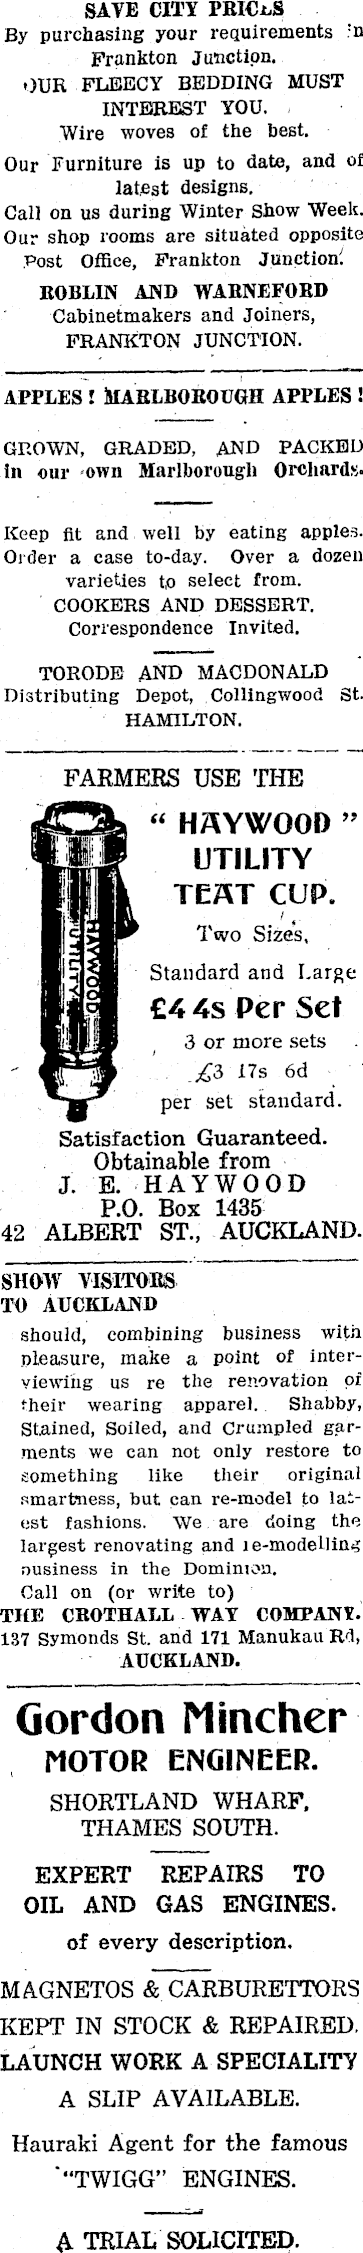 SAVE CITY PRICES
By purchasing your requirements in
Frankton Junction.
OUR FLEECY BEDDING MUST
INTEREST YOU.
Wire woves of the best.
Our Furniture is up to date, and of
latest designs.
Call on us during Winter Show Week.
Our shop rooms are situated opposite
Post Office, Frankton Junction.
ROBLIN AND WARNEFORD
Cabinetmakers and Joiners,
FRANKTON JUNCTION.
APPLES! MARLBOROUGH APPLES!
GROWN, GRADED, AND PACKED
in our own Marlborough Orchards.
Keep fit and well by eating apples.
Order a case to-day. Over a dozen
varieties to select from.
COOKERS AND DESSERT.
Correspondence Invited.
TORODE AND MACDONALD
Distributing Depot, Collingwood St.
HAMILTON.
FARMERS USE THE
"HAYWOOD"
UTILITY
TEAT CUP.
HAYWOOD
UTILITY
Two Sizes,
Standard and Large
£4 4s Per Set
3 or more sets
£3 17s 6d
per set standard.
Satisfaction Guaranteed.
Obtainable from
J. E. HAYWOOD
P.O. Box 1435
42 ALBERT ST., AUCKLAND.
SHOW VISITORS
TO AUCKLAND
should, combining business with
pleasure, make a point of inter-
viewing us re the renovation of
their wearing apparel. Shabby,
Stained, Soiled, and Crumpled gar-
ments we can not only restore to
something like their original
smartness, but can re-model to lat-
est fashions. We are doing the
largest renovating and re-modelling
business in the Dominion.
Call on (or write to)
THE CROTHALL WAY COMPANY.
137 Symonds St. and 171 Manukau Rd,
AUCKLAND.
Gordon Mincher
MOTOR ENGINEER.
SHORTLAND WHARF,
THAMES SOUTH.
EXPERT REPAIRS TO
OIL AND GAS ENGINES.
of every description.
MAGNETOS & CARBURETTORS
KEPT IN STOCK & REPAIRED.
LAUNCH WORK A SPECIALITY
A SLIP AVAILABLE.
Hauraki Agent for the famous
"TWIGG" ENGINES.
A TRIAL SOLICITED.